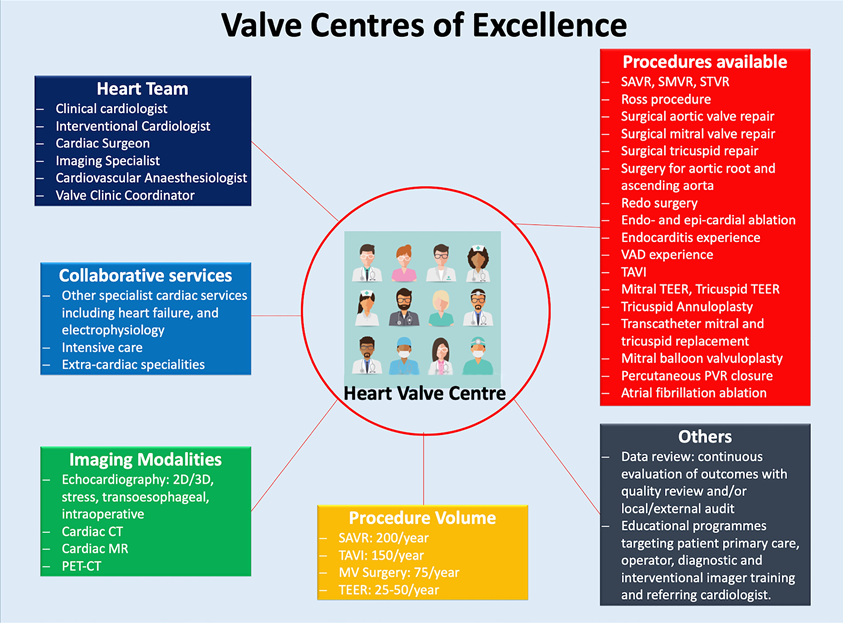 Valve Centres of Excellence
Heart Team
– Clinical cardiologist
– Interventional Cardiologist
– Cardiac Surgeon
– Imaging Specialist
– Cardiovascular Anaesthesiologist
– Valve Clinic Coordinator
Collaborative services
– Other specialist cardiac services
including heart failure, and
electrophysiology
– Intensive care
– Extra-cardiac specialities
Imaging Modalities
– Echocardiography: 2D/3D,
stress, transoesophageal,
intraoperative
– Cardiac CT
– Cardiac MR
– PET-CT
Heart Valve Centre
Procedure Volume
– SAVR: 200/year
– TAVI: 150/year
– MV Surgery: 75/year
– TEER: 25-50/year
Procedures available
– SAVR, SMVR, STVR
– Ross procedure
– Surgical aortic valve repair
– Surgical mitral valve repair
– Surgical tricuspid repair
– Surgery for aortic root and
ascending aorta
– Redo surgery
– Endo- and epi-cardial ablation
– Endocarditis experience
– VAD experience
– TAVI
– Mitral TEER, Tricuspid TEER
– Tricuspid Annuloplasty
– Transcatheter mitral and
tricuspid replacement
– Mitral balloon valvuloplasty
– Percutaneous PVR closure
– Atrial fibrillation ablation
Others
– Data review: continuous
evaluation of outcomes with
quality review and/or
local/external audit
– Educational programmes
targeting patient primary care,
operator, diagnostic and
interventional imager training
and referring cardiologist.